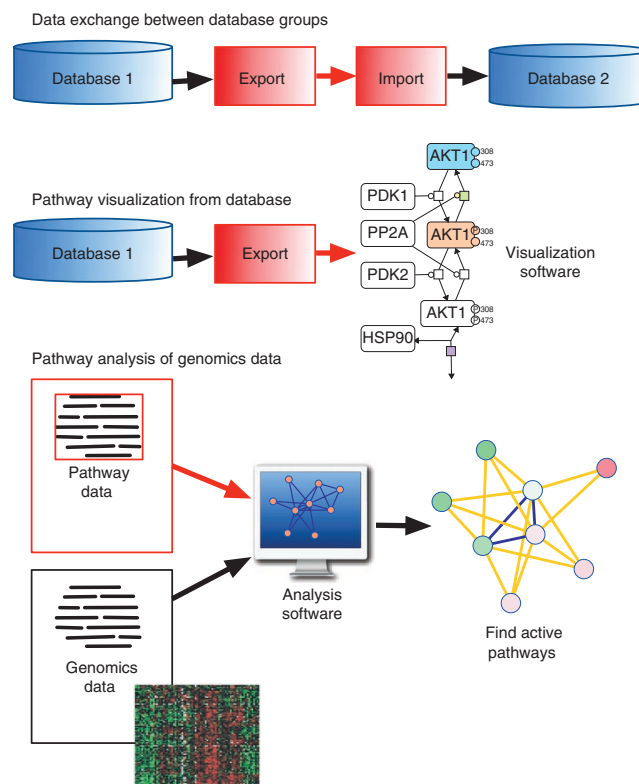 Data exchange between database groups
Database 1
Export
Import
Database 2
AKT1
308
473
Pathway visualization from database
PDK1
PP2A
AKT1
P 308
473
Database 1
Export
Visualization
software
PDK2
AKT1
P 308
P 473
HSP90
Pathway analysis of genomics data
Pathway
data
Analysis
software
Find active
pathways
Genomics
data